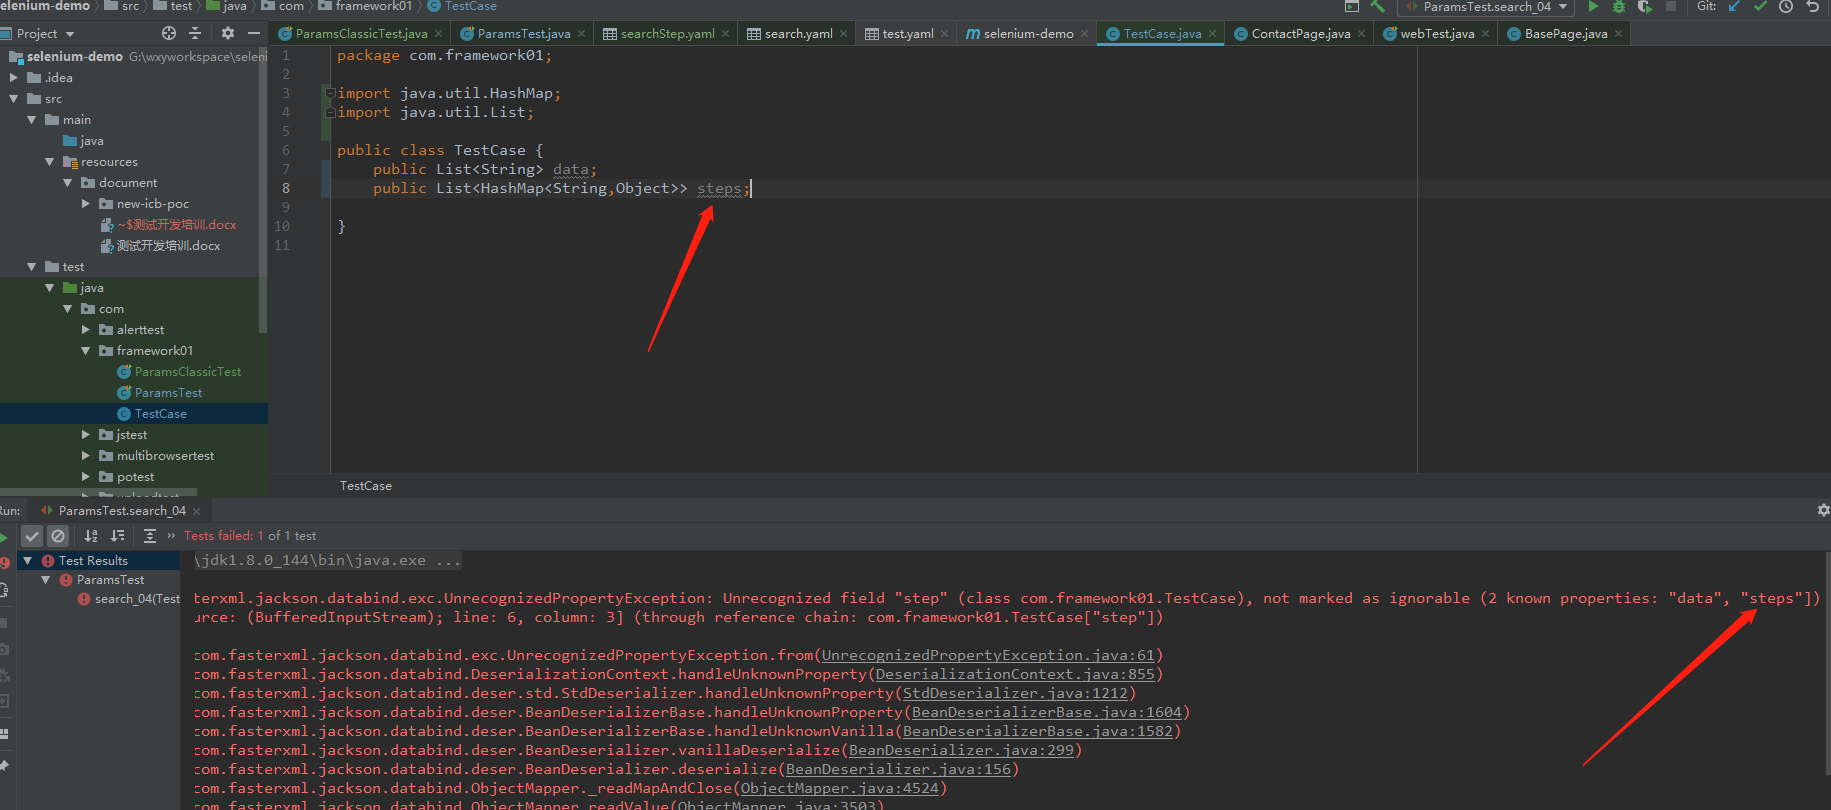 selenium-demo src test java com framework01 TestCase
ParamsTest.search_04 Git:
Project
ParamsClassicTest.java ParamsTest.java searchStep.yaml search.yaml test.yaml selenium-demo TestCase.java ContactPage.java webTest.java BasePage.java
selenium-demo G:\wxyworkspace\seleni
.idea
src
main
java
resources
document
new-icb-poc
~$测试开发培训.docx
测试开发培训.docx
test
java
com
alerttest
framework01
ParamsClassicTest
ParamsTest
TestCase
jstest
multibrowsertest
potest
1 package com.framework01;
2
3 import java.util.HashMap;
4 import java.util.List;
5
6 public class TestCase {
7 public List<String> data;
8 public List<HashMap<String,Object>> steps;
9
10 }
11
TestCase
Run: ParamsTest.search_04
Tests failed: 1 of 1 test
Test Results
ParamsTest
search_04(Test
\jdk1.8.0_144\bin\java.exe ...
terxml.jackson.databind.exc.UnrecognizedPropertyException: Unrecognized field "step" (class com.framework01.TestCase), not marked as ignorable (2 known properties: "data", "steps"])
urce: (BufferedInputStream); line: 6, column: 3] (through reference chain: com.framework01.TestCase["step"])
com.fasterxml.jackson.databind.exc.UnrecognizedPropertyException.from(UnrecognizedPropertyException.java:61)
com.fasterxml.jackson.databind.DeserializationContext.handleUnknownProperty(DeserializationContext.java:855)
com.fasterxml.jackson.databind.deser.std.StdDeserializer.handleUnknownProperty(StdDeserializer.java:1212)
com.fasterxml.jackson.databind.deser.BeanDeserializerBase.handleUnknownProperty(BeanDeserializerBase.java:1604)
com.fasterxml.jackson.databind.deser.BeanDeserializerBase.handleUnknownVanilla(BeanDeserializerBase.java:1582)
com.fasterxml.jackson.databind.deser.BeanDeserializer.vanillaDeserialize(BeanDeserializer.java:299)
com.fasterxml.jackson.databind.deser.BeanDeserializer.deserialize(BeanDeserializer.java:156)
com.fasterxml.jackson.databind.ObjectMapper._readMapAndClose(ObjectMapper.java:4524)
com.fasterxml.jackson.databind.ObjectMapper.readValue(ObjectMapper.java:3503)